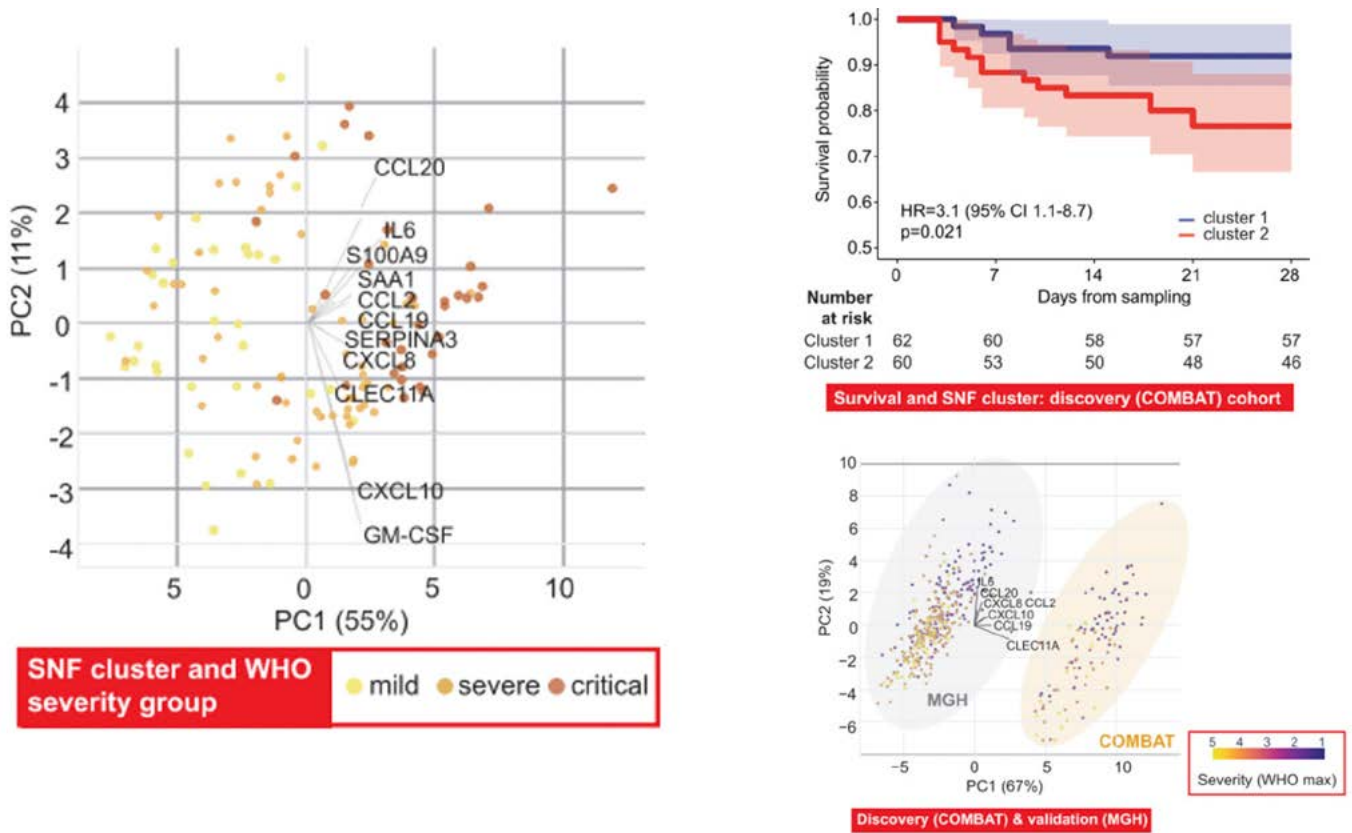 4
3
2
1
0
-1
-2
-3
-4
PC2 (11%)
CCL20
IL6
S100A9
SAA1
CCL2
CCL19
SERPINA3
CXCL8
CLEC11A
CXCL10
GM-CSF
5 0 5 10
PC1 (55%)
SNF cluster and WHO
severity group
mild severe critical
1.0
0.9
0.8
0.7
0.6
0.5
Survival probability
HR=3.1 (95% CI 1.1-8.7)
p=0.021
cluster 1
cluster 2
0 7 14 21 28
Days from sampling
Number
at risk
Cluster 1 62 60 58 57 57
Cluster 2 60 53 50 48 46
Survival and SNF cluster: discovery (COMBAT) cohort
10
8
6
4
2
0
−2
−4
−6
PC2 (19%)
IL6
CCL20
CXCL8 CCL2
CXCL10
CCL19
CLEC11A
MGH
COMBAT
−5 0 5 10
PC1 (67%)
5 4 3 2 1
Severity (WHO max)
Discovery (COMBAT) & validation (MGH)